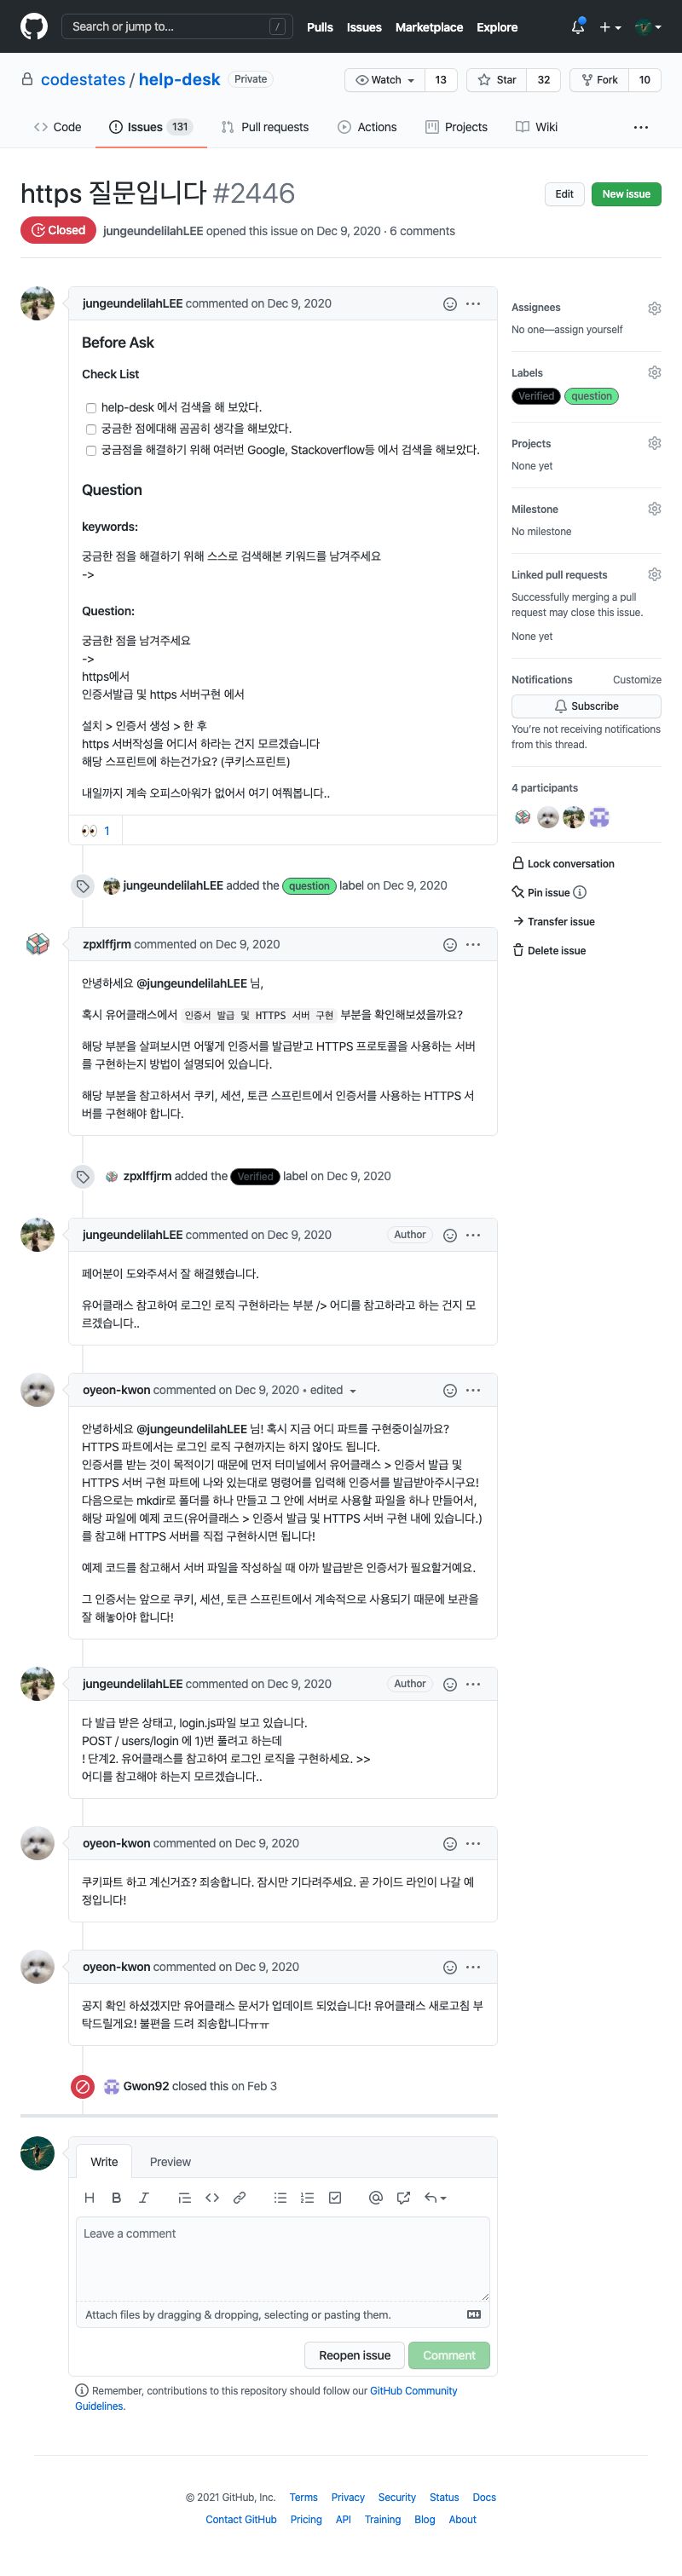 Search or jump to... /
Pulls Issues Marketplace Explore
codestates / help-desk Private
Watch 13 Star 32 Fork 10
Code Issues 131 Pull requests Actions Projects Wiki ...
https 질문입니다 #2446
Edit New issue
Closed jungeundelilahLEE opened this issue on Dec 9, 2020 · 6 comments
jungeundelilahLEE commented on Dec 9, 2020
Before Ask
Check List
help-desk 에서 검색을 해 보았다.
궁금한 점에대해 곰곰히 생각을 해보았다.
궁금점을 해결하기 위해 여러번 Google, Stackoverflow등 에서 검색을 해보았다.
Question
keywords:
궁금한 점을 해결하기 위해 스스로 검색해본 키워드를 남겨주세요
->
Question:
궁금한 점을 남겨주세요
->
https에서
인증서발급 및 https 서버구현 에서
설치 > 인증서 생성 > 한 후
https 서버작성을 어디서 하라는 건지 모르겠습니다
해당 스프린트에 하는건가요? (쿠키스프린트)
내일까지 계속 오피스아워가 없어서 여기 여쭤봅니다..
👀 1
Assignees
No one—assign yourself
Labels
Verified question
Projects
None yet
Milestone
No milestone
Linked pull requests
Successfully merging a pull
request may close this issue.
None yet
Notifications Customize
Subscribe
You're not receiving notifications
from this thread.
4 participants
Lock conversation
Pin issue
Transfer issue
Delete issue
jungeundelilahLEE added the question label on Dec 9, 2020
zpxlffjrm commented on Dec 9, 2020
안녕하세요 @jungeundelilahLEE 님,
혹시 유어클래스에서 인증서 발급 및 HTTPS 서버 구현 부분을 확인해보셨을까요?
해당 부분을 살펴보시면 어떻게 인증서를 발급받고 HTTPS 프로토콜을 사용하는 서버
를 구현하는지 방법이 설명되어 있습니다.
해당 부분을 참고하셔서 쿠키, 세션, 토큰 스프린트에서 인증서를 사용하는 HTTPS 서
버를 구현해야 합니다.
zpxlffjrm added the Verified label on Dec 9, 2020
jungeundelilahLEE commented on Dec 9, 2020 Author
페어분이 도와주셔서 잘 해결했습니다.
유어클래스 참고하여 로그인 로직 구현하라는 부분 /> 어디를 참고하라고 하는 건지 모
르겠습니다..
oyeon-kwon commented on Dec 9, 2020 • edited
안녕하세요 @jungeundelilahLEE 님! 혹시 지금 어디 파트를 구현중이실까요?
HTTPS 파트에서는 로그인 로직 구현까지는 하지 않아도 됩니다.
인증서를 받는 것이 목적이기 때문에 먼저 터미널에서 유어클래스 > 인증서 발급 및
HTTPS 서버 구현 파트에 나와 있는대로 명령어를 입력해 인증서를 발급받아주시구요!
다음으로는 mkdir로 폴더를 하나 만들고 그 안에 서버로 사용할 파일을 하나 만들어서,
해당 파일에 예제 코드(유어클래스 > 인증서 발급 및 HTTPS 서버 구현 내에 있습니다.)
를 참고해 HTTPS 서버를 직접 구현하시면 됩니다!
예제 코드를 참고해서 서버 파일을 작성하실 때 아까 발급받은 인증서가 필요할거예요.
그 인증서는 앞으로 쿠키, 세션, 토큰 스프린트에서 계속적으로 사용되기 때문에 보관을
잘 해놓아야 합니다!
jungeundelilahLEE commented on Dec 9, 2020 Author
다 발급 받은 상태고, login.js파일 보고 있습니다.
POST / users/login 에 1)번 풀려고 하는데
! 단계2. 유어클래스를 참고하여 로그인 로직을 구현하세요. >>
어디를 참고해야 하는지 모르겠습니다..
oyeon-kwon commented on Dec 9, 2020
쿠키파트 하고 계신거죠? 죄송합니다. 잠시만 기다려주세요. 곧 가이드 라인이 나갈 예
정입니다!
oyeon-kwon commented on Dec 9, 2020
공지 확인 하셨겠지만 유어클래스 문서가 업데이트 되었습니다! 유어클래스 새로고침 부
탁드릴게요! 불편을 드려 죄송합니다ㅠㅠ
Gwon92 closed this on Feb 3
Write Preview
Leave a comment
Attach files by dragging & dropping, selecting or pasting them.
Reopen issue Comment
Remember, contributions to this repository should follow our GitHub Community
Guidelines.
© 2021 GitHub, Inc. Terms Privacy Security Status Docs
Contact GitHub Pricing API Training Blog About